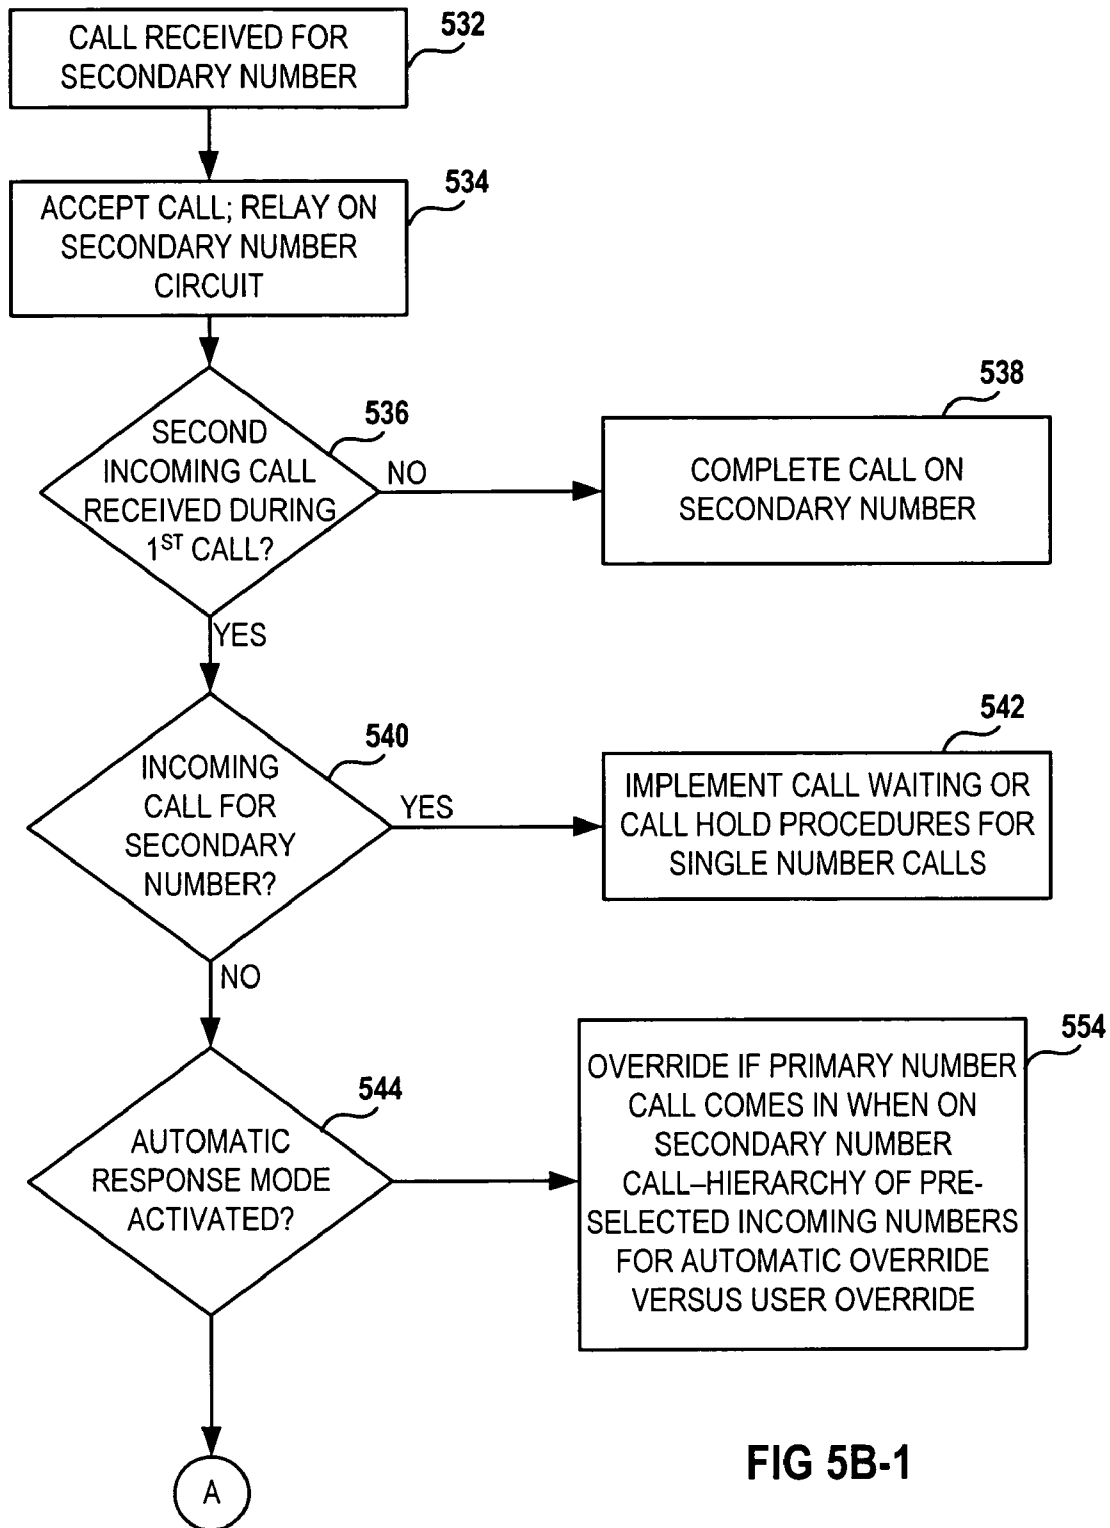 CALL RECEIVED FOR
SECONDARY NUMBER
532
ACCEPT CALL; RELAY ON
SECONDARY NUMBER
CIRCUIT
534
SECOND
INCOMING CALL
RECEIVED DURING
1ST CALL?
536
NO
COMPLETE CALL ON
SECONDARY NUMBER
538
YES
INCOMING
CALL FOR
SECONDARY
NUMBER?
540
YES
IMPLEMENT CALL WAITING OR
CALL HOLD PROCEDURES FOR
SINGLE NUMBER CALLS
542
NO
AUTOMATIC
RESPONSE MODE
ACTIVATED?
544
OVERRIDE IF PRIMARY NUMBER
CALL COMES IN WHEN ON
SECONDARY NUMBER
CALL–HIERARCHY OF PRE-
SELECTED INCOMING NUMBERS
FOR AUTOMATIC OVERRIDE
VERSUS USER OVERRIDE
554
A
FIG 5B-1